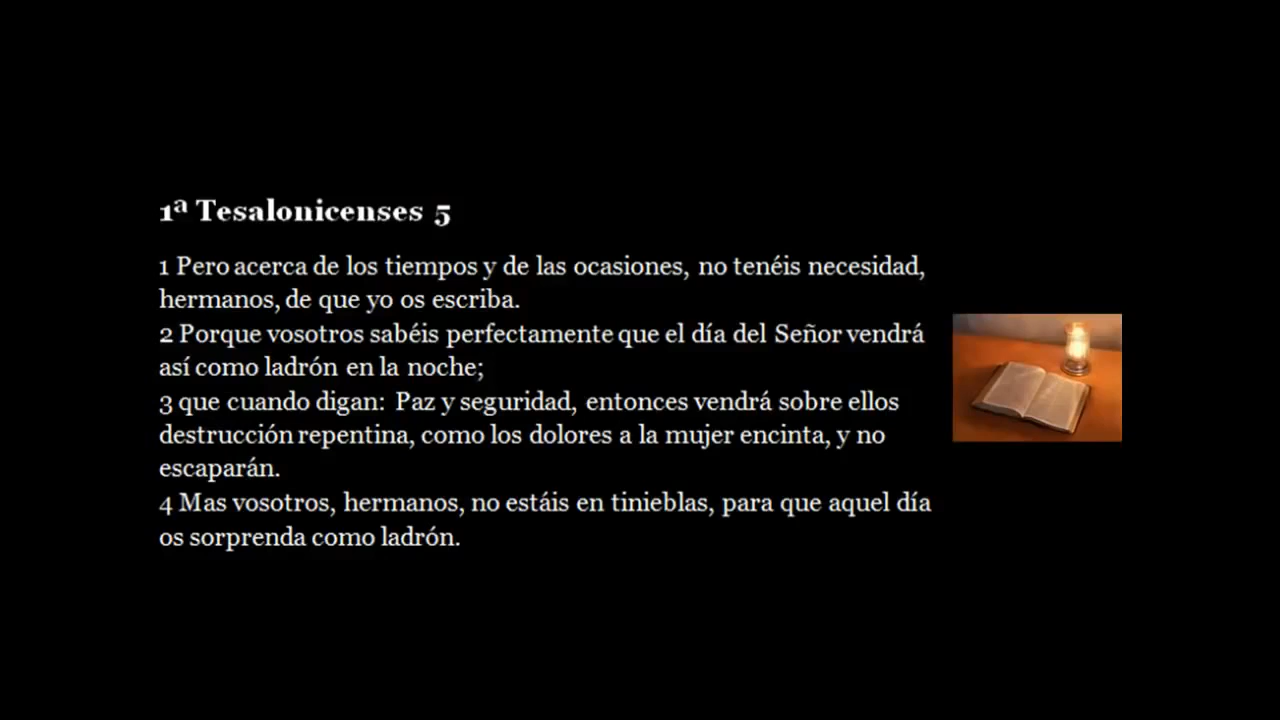 1ª Tesalonicenses 5
1 Pero acerca de los tiempos y de las ocasiones, no tenéis necesidad,
hermanos, de que yo os escriba.
2 Porque vosotros sabéis perfectamente que el día del Señor vendrá
así como ladrón en la noche;
3 que cuando digan: Paz y seguridad, entonces vendrá sobre ellos
destrucción repentina, como los dolores a la mujer encinta, y no
escaparán.
4 Mas vosotros, hermanos, no estáis en tinieblas, para que aquel día
os sorprenda como ladrón.